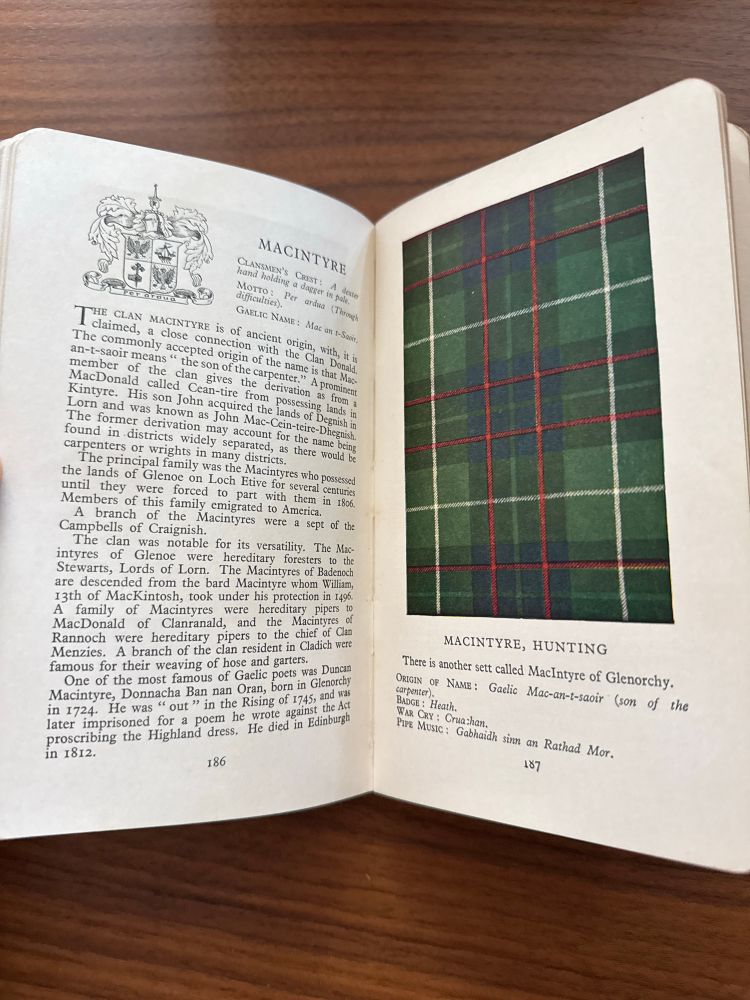 Per ardua
MACINTYRE
CLANSMEN'S CREST: A dexter
hand holding a dagger in pale.
MOTTO: Per ardua (Through
difficulties).
GAELIC NAME: Mac an t-Saoir.
THE CLAN MACINTYRE is of ancient origin, with, it is
claimed, a close connection with the Clan Donald.
The commonly accepted origin of the name is that Mac-
an-t-saoir means "the son of the carpenter." A prominent
member of the clan gives the derivation as from a
MacDonald called Cean-tire from possessing lands in
Kintyre. His son John acquired the lands of Degnish in
Lorn and was known as John Mac-Cein-teire-Dhegnish.
The former derivation may account for the name being
found in districts widely separated, as there would be
carpenters or wrights in many districts.
The principal family was the Macintyres who possessed
the lands of Glenoe on Loch Etive for several centuries
until they were forced to part with them in 1806.
Members of this family emigrated to America.
A branch of the Macintyres were a sept of the
Campbells of Craignish.
The clan was notable for its versatility. The Mac-
intyres of Glenoe were hereditary foresters to the
Stewarts, Lords of Lorn. The Macintyres of Badenoch
are descended from the bard Macintyre whom William,
13th of MacKintosh, took under his protection in 1496.
A family of Macintyres were hereditary pipers to
MacDonald of Clanranald, and the Macintyres of
Rannoch were hereditary pipers to the chief of Clan
Menzies. A branch of the clan resident in Cladich were
famous for their weaving of hose and garters.
One of the most famous of Gaelic poets was Duncan
Macintyre, Donnacha Ban nan Oran, born in Glenorchy
in 1724. He was "out" in the Rising of 1745, and was
later imprisoned for a poem he wrote against the Act
proscribing the Highland dress. He died in Edinburgh
in 1812.
186
MACINTYRE, HUNTING
There is another sett called MacIntyre of Glenorchy.
ORIGIN OF NAME: Gaelic Mac-an-t-saoir (son of the
carpenter).
BADGE: Heath.
WAR CRY: Crua:han.
PIPE MUSIC: Gabhaidh sinn an Rathad Mor.
187